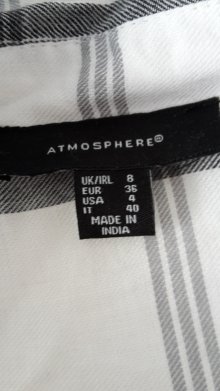 ATMOSPHERE®
UK/IRL 8
EUR 36
USA 4
IT 40
MADE IN
INDIA